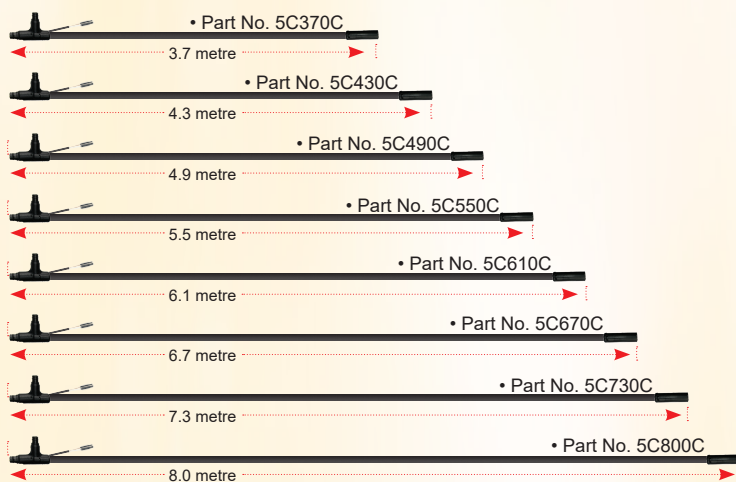 • Part No. 5C370C
3.7 metre
• Part No. 5C430C
4.3 metre
• Part No. 5C490C
4.9 metre
• Part No. 5C550C
5.5 metre
• Part No. 5C610C
6.1 metre
• Part No. 5C670C
6.7 metre
• Part No. 5C730C
7.3 metre
• Part No. 5C800C
8.0 metre